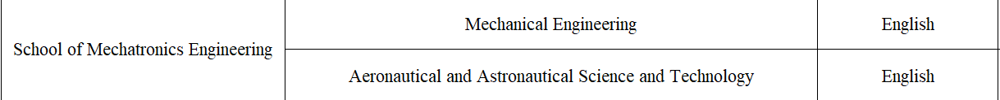 School of Mechatronics Engineering
Mechanical Engineering
English
Aeronautical and Astronautical Science and Technology
English